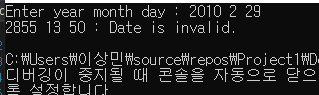 Enter year month day : 2010 2 29
2855 13 50 : Date is invalid.
C:\Users\이상민\source\repos\Project1\De
디버깅이 중지될 때 콘솔을 자동으로 닫으
록 설정합니다